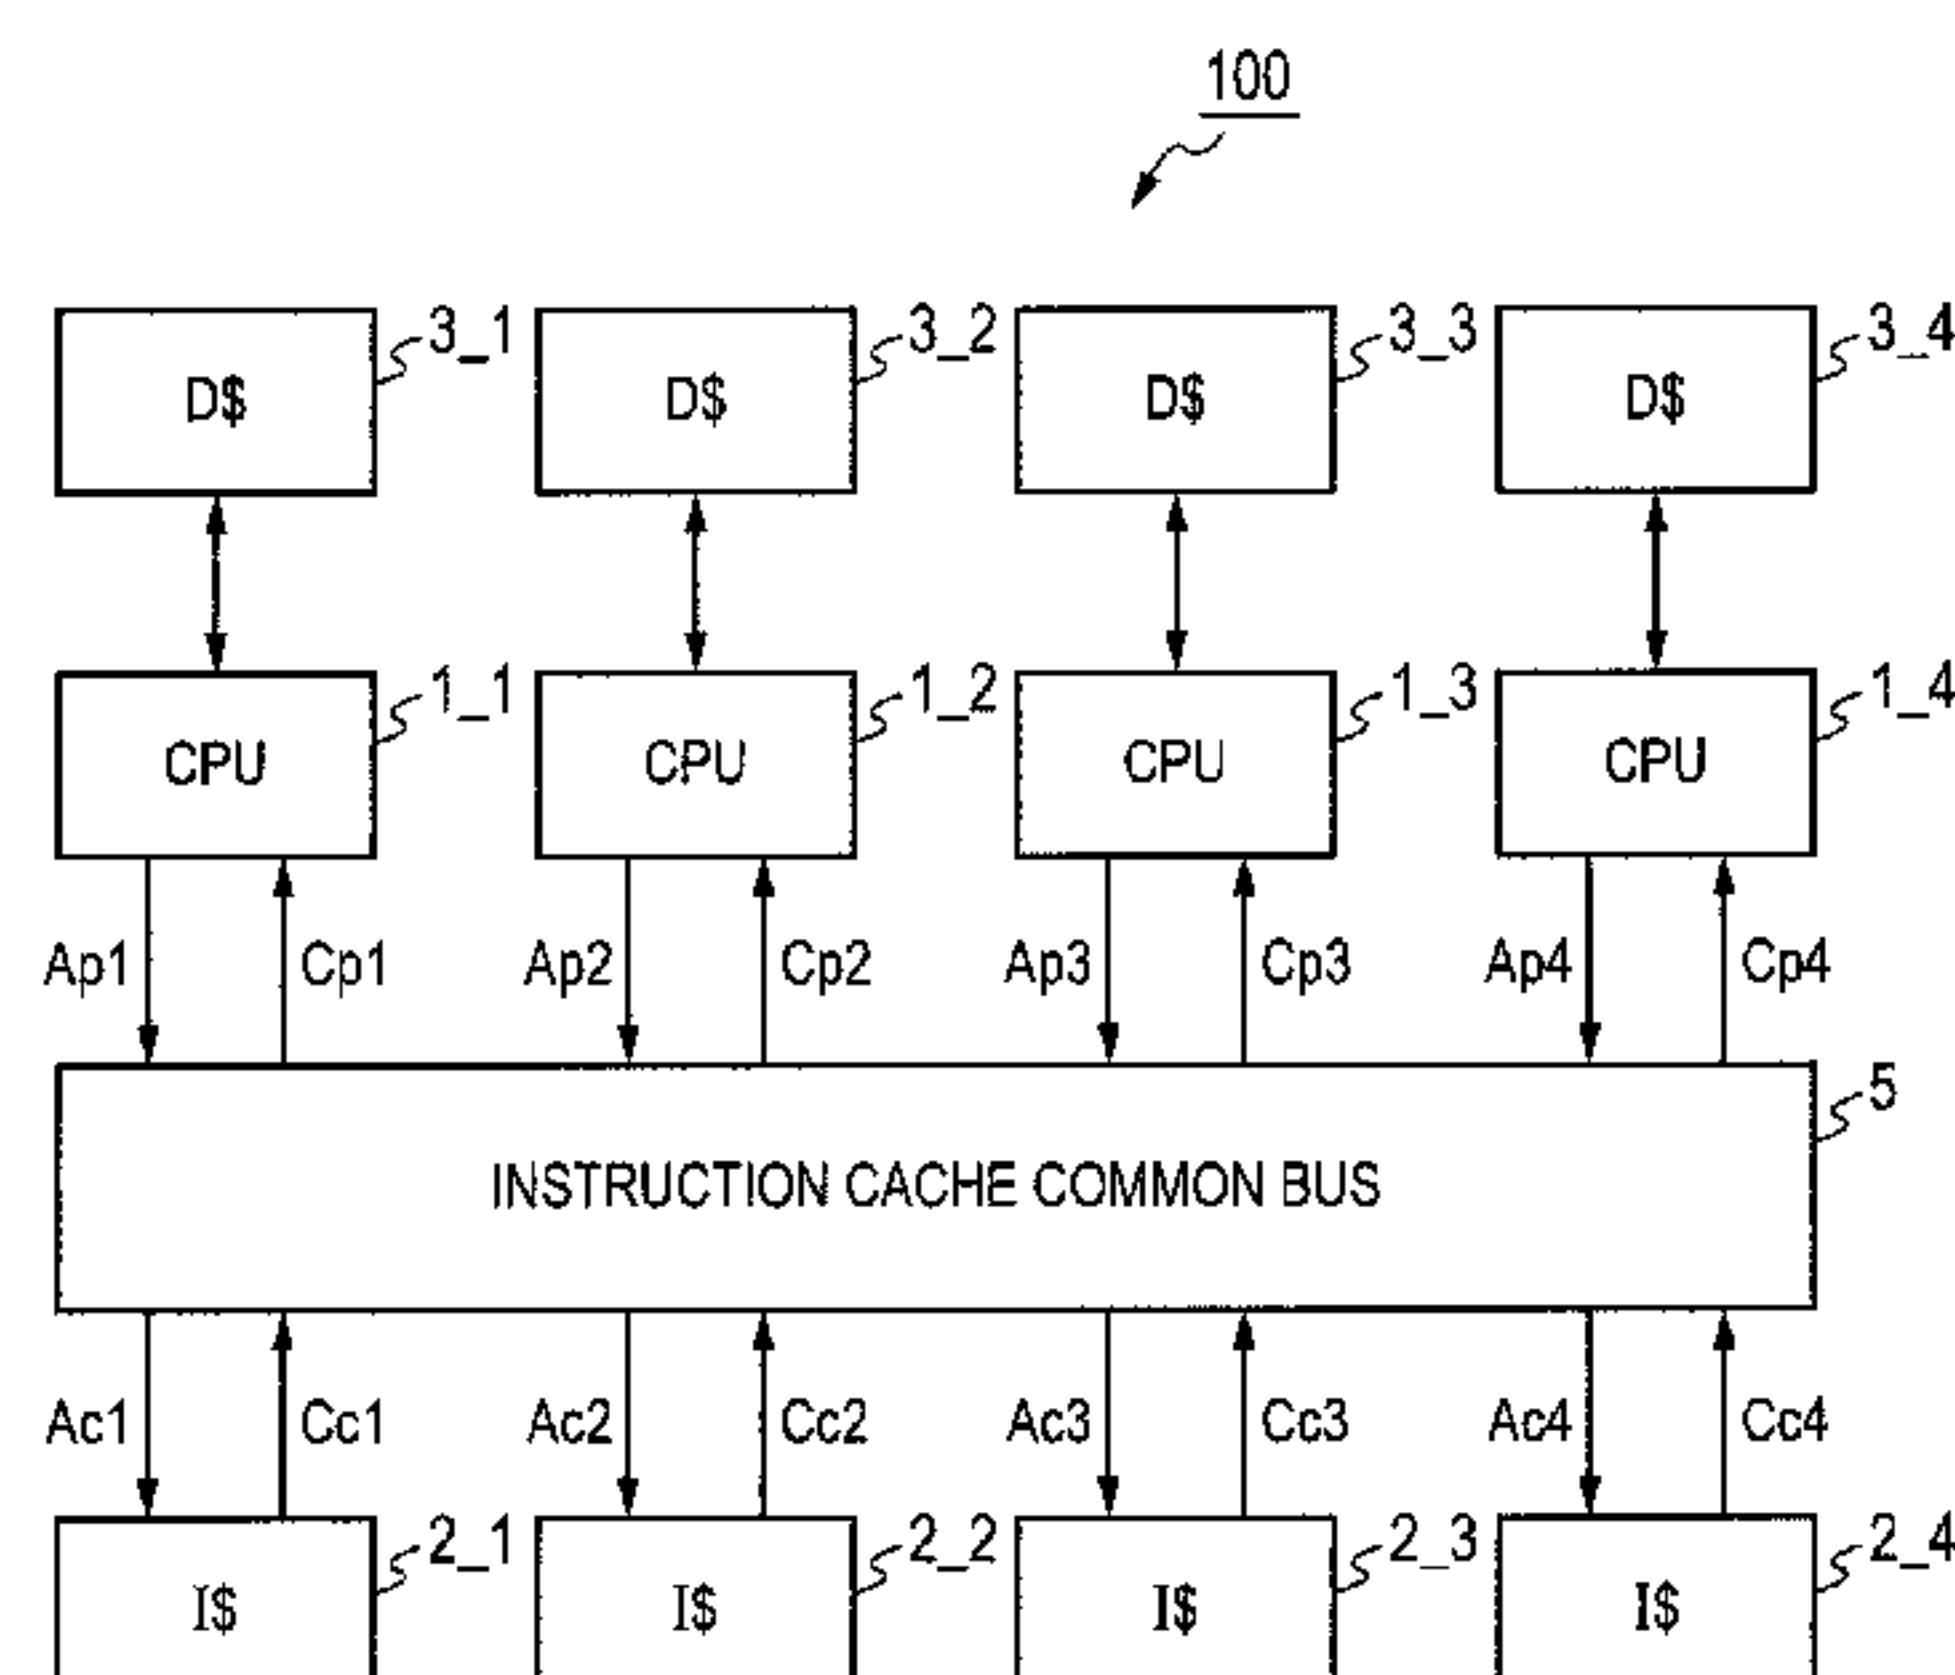 100
3_1 3_2 3_3 3_4
D$ D$ D$ D$
1_1 1_2 1_3 1_4
CPU CPU CPU CPU
Ap1 Cp1 Ap2 Cp2 Ap3 Cp3 Ap4 Cp4
5
INSTRUCTION CACHE COMMON BUS
Ac1 Cc1 Ac2 Cc2 Ac3 Cc3 Ac4 Cc4
2_1 2_2 2_3 2_4
I$ I$ I$ I$